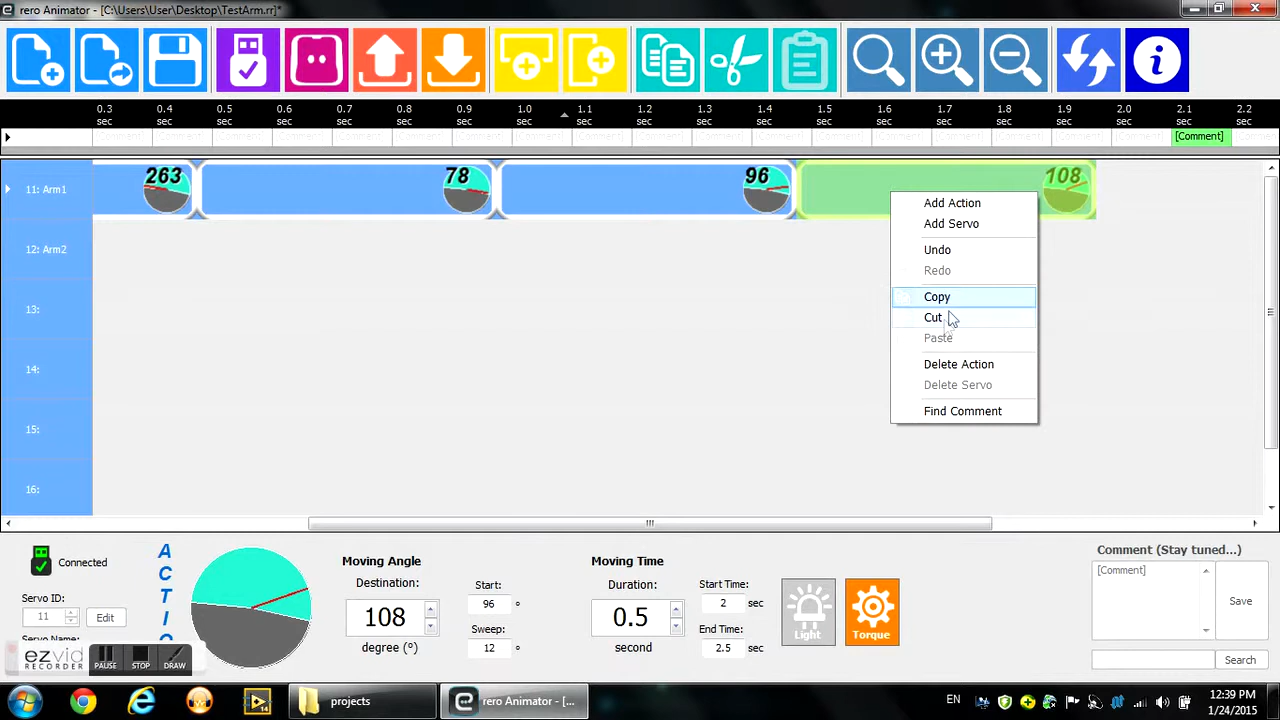 rero Animator - [C:\Users\User\Desktop\TestArm.rr]*
0.3 sec 0.4 sec 0.5 sec 0.6 sec 0.7 sec 0.8 sec 0.9 sec 1.0 sec 1.1 sec 1.2 sec 1.3 sec 1.4 sec 1.5 sec 1.6 sec 1.7 sec 1.8 sec 1.9 sec 2.0 sec 2.1 sec 2.2 sec
[Comment]
11: Arm1 263 78 96 108
12: Arm2
13:
14:
15:
16:
Add Action
Add Servo
Undo
Redo
Copy
Cut
Paste
Delete Action
Delete Servo
Find Comment
Connected
Servo ID:
11 Edit
Servo Name:
ACTIO
Moving Angle
Destination:
108
degree (°)
Start:
96 °
Sweep:
12 °
Moving Time
Duration:
0.5
second
Start Time:
2 sec
End Time:
2.5 sec
Light
Torque
Comment (Stay tuned...)
[Comment]
Save
Search
ezvid
RECORDER
PAUSE STOP DRAW
projects
rero Animator - [...
EN
12:39 PM
1/24/2015